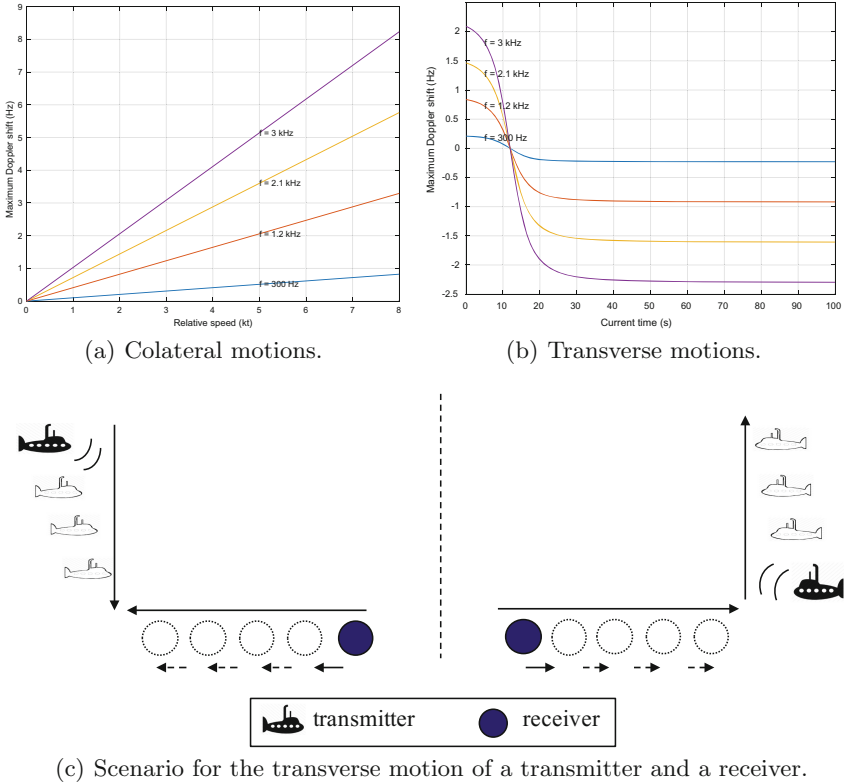 9
8
7
6
5
4
3
2
1
0
Maximum Doppler shift (Hz)
f = 3 kHz
f = 2.1 kHz
f = 1.2 kHz
f = 300 Hz
0 1 2 3 4 5 6 7 8
Relative speed (kt)
(a) Colateral motions.
2
1.5
1
0.5
0
-0.5
-1
-1.5
-2
-2.5
Maximum Doppler shift (Hz)
f = 3 kHz
f = 2.1 kHz
f = 1.2 kHz
f = 300 Hz
0 10 20 30 40 50 60 70 80 90 100
Current time (s)
(b) Transverse motions.
transmitter
receiver
(c) Scenario for the transverse motion of a transmitter and a receiver.